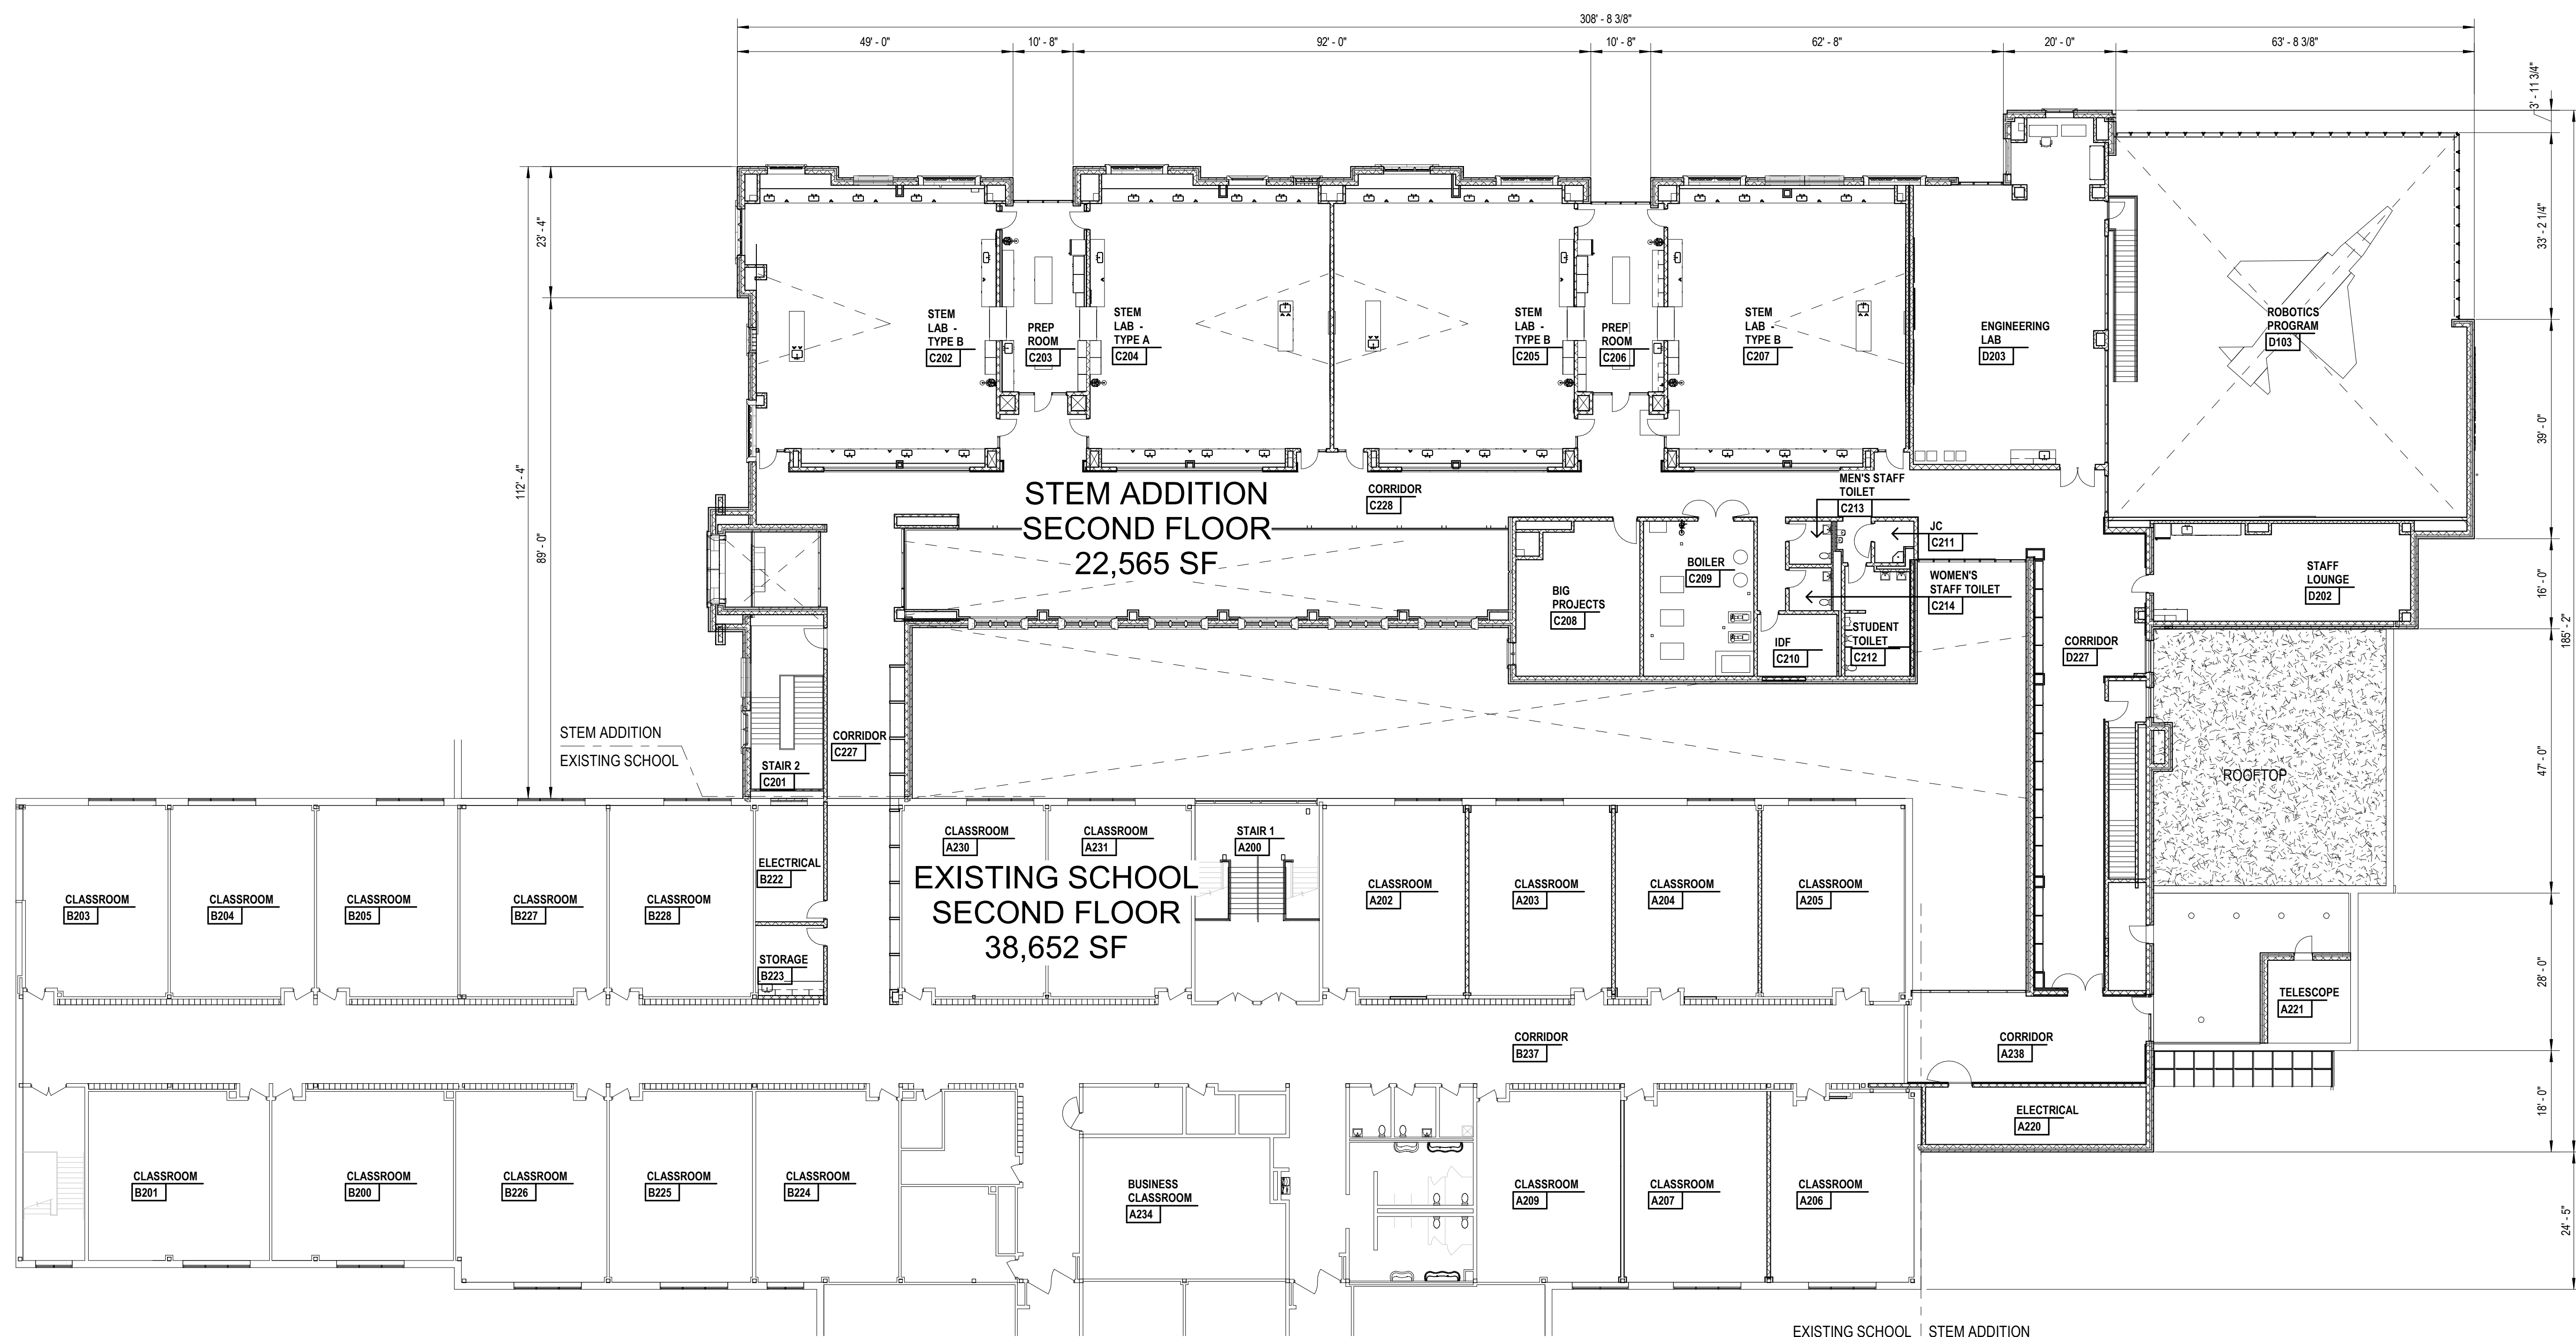 308' - 8 3/8"
49' - 0"
10' - 8"
92' - 0"
10' - 8"
62' - 8"
20' - 0"
63' - 8 3/8"
3' - 11 3/4"
33' - 2 1/4"
39' - 0"
16' - 0"
185' - 2"
47' - 0"
28' - 0"
18' - 0"
24' - 5"
23' - 4"
112' - 4"
89' - 0"
STEM
LAB -
TYPE B
C202
PREP
ROOM
C203
STEM
LAB -
TYPE A
C204
STEM
LAB -
TYPE B
C205
PREP
ROOM
C206
STEM
LAB -
TYPE B
C207
ENGINEERING
LAB
D203
ROBOTICS
PROGRAM
D103
STEM ADDITION
SECOND FLOOR
22,565 SF
CORRIDOR
C228
MEN'S STAFF
TOILET
C213
JC
C211
WOMEN'S
STAFF TOILET
C214
BIG
PROJECTS
C208
BOILER
C209
IDF
C210
STUDENT
TOILET
C212
STAFF
LOUNGE
D202
CORRIDOR
D227
ROOFTOP
STEM ADDITION
EXISTING SCHOOL
STAIR 2
C201
CORRIDOR
C227
CLASSROOM
B203
CLASSROOM
B204
CLASSROOM
B205
CLASSROOM
B227
CLASSROOM
B228
ELECTRICAL
B222
STORAGE
B223
CLASSROOM
A230
CLASSROOM
A231
STAIR 1
A200
EXISTING SCHOOL
SECOND FLOOR
38,652 SF
CLASSROOM
A202
CLASSROOM
A203
CLASSROOM
A204
CLASSROOM
A205
TELESCOPE
A221
CORRIDOR
B237
CORRIDOR
A238
ELECTRICAL
A220
CLASSROOM
B201
CLASSROOM
B200
CLASSROOM
B226
CLASSROOM
B225
CLASSROOM
B224
BUSINESS
CLASSROOM
A234
CLASSROOM
A209
CLASSROOM
A207
CLASSROOM
A206
EXISTING SCHOOL
STEM ADDITION